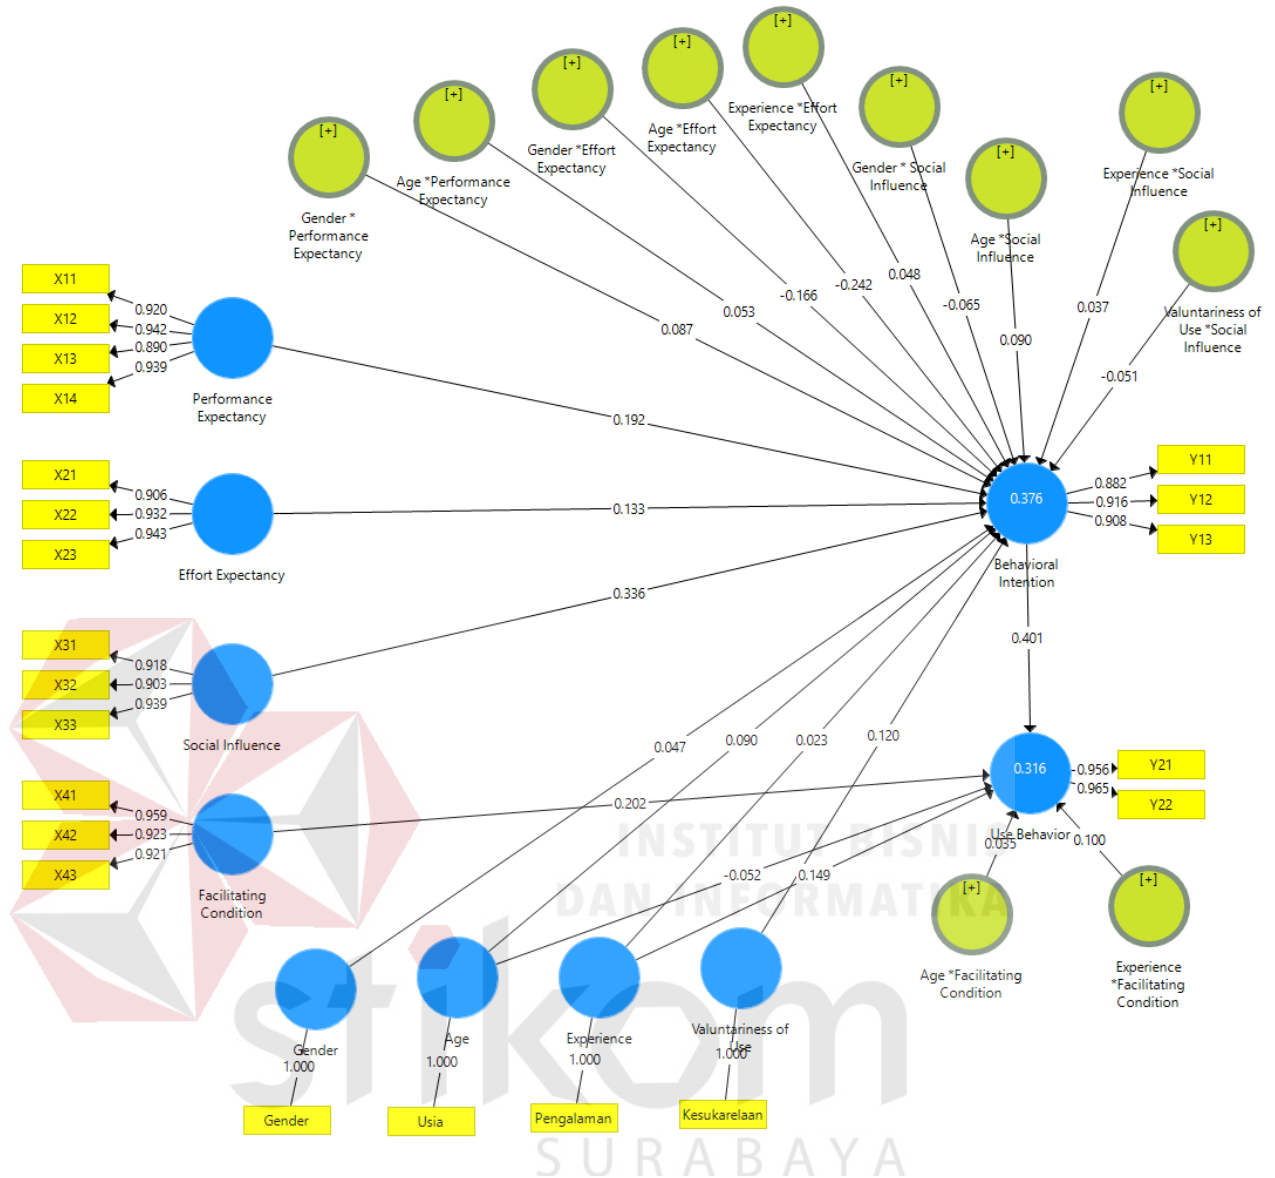 [+]
[+]
[+]
[+]
[+]
[+]
[+]
[+]
[+]
Experience *Effort
Expectancy
Age *Effort
Expectancy
Gender *Effort
Expectancy
Gender * Social
Influence
Experience *Social
Influence
Age *Performance
Expectancy
Gender *
Performance
Expectancy
Age *Social
Influence
Valuntariness of
Use *Social
Influence
0.087
0.053
-0.166
-0.242
0.048
-0.065
0.090
0.037
-0.051
X11
X12
X13
X14
0.920
0.942
0.890
0.939
Performance
Expectancy
0.192
X21
X22
X23
0.906
0.932
0.943
Effort Expectancy
0.133
0.376
Behavioral
Intention
0.882
0.916
0.908
Y11
Y12
Y13
0.336
X31
X32
X33
0.918
0.903
0.939
Social Influence
0.401
0.047
0.090
0.023
0.120
X41
X42
X43
0.959
0.923
0.921
Facilitating
Condition
0.202
0.316
Use Behavior
0.956
0.965
Y21
Y22
-0.052
0.149
0.035
0.100
[+]
[+]
Age *Facilitating
Condition
Experience
*Facilitating
Condition
Gender
Age
Experience
Valuntariness of
Use
1.000
1.000
1.000
1.000
Gender
Usia
Pengalaman
Kesukarelaan
INSTITUT BISNIS
DAN INFORMATIKA
stikom
SURABAYA